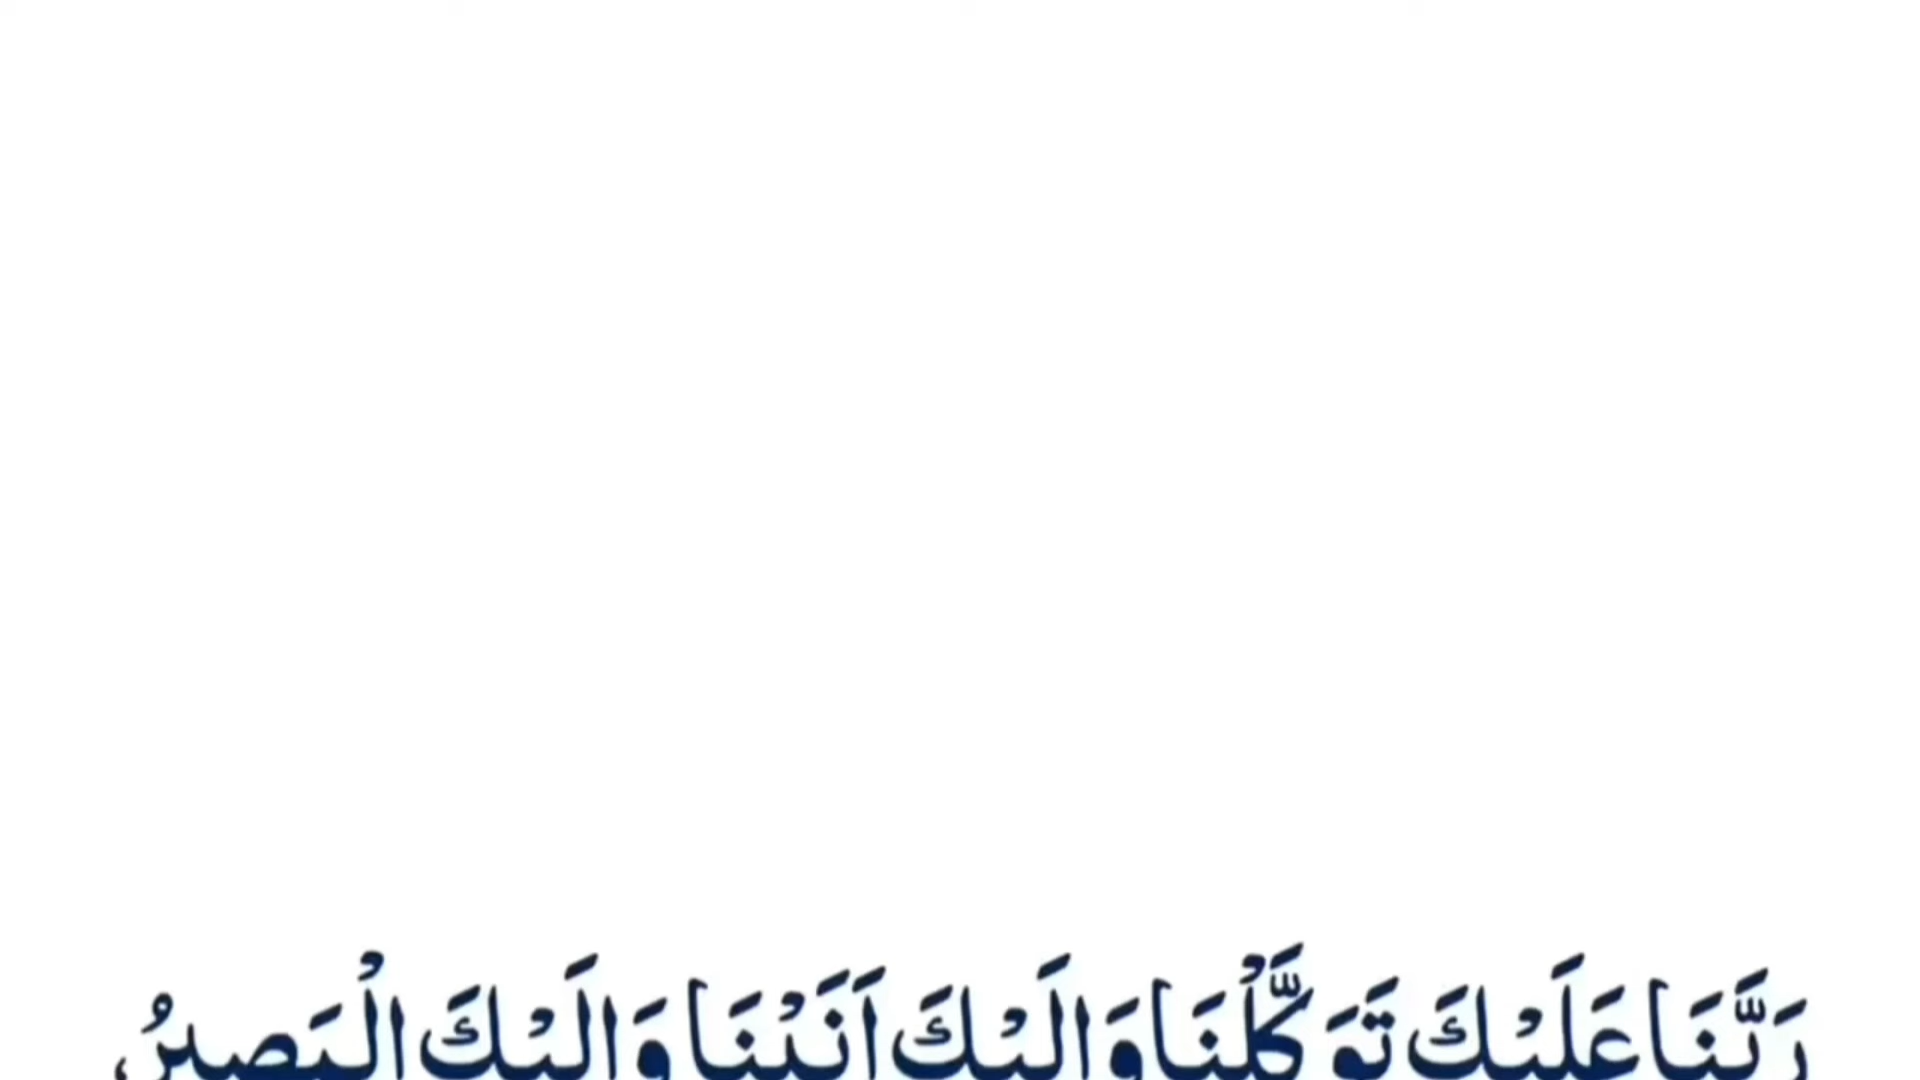 رَبَّنَا عَلَيْكَ تَوَكَّلْنَا وَاِلَيْكَ اَنَبْنَا وَاِلَيْكَ الْمَصِيرُ